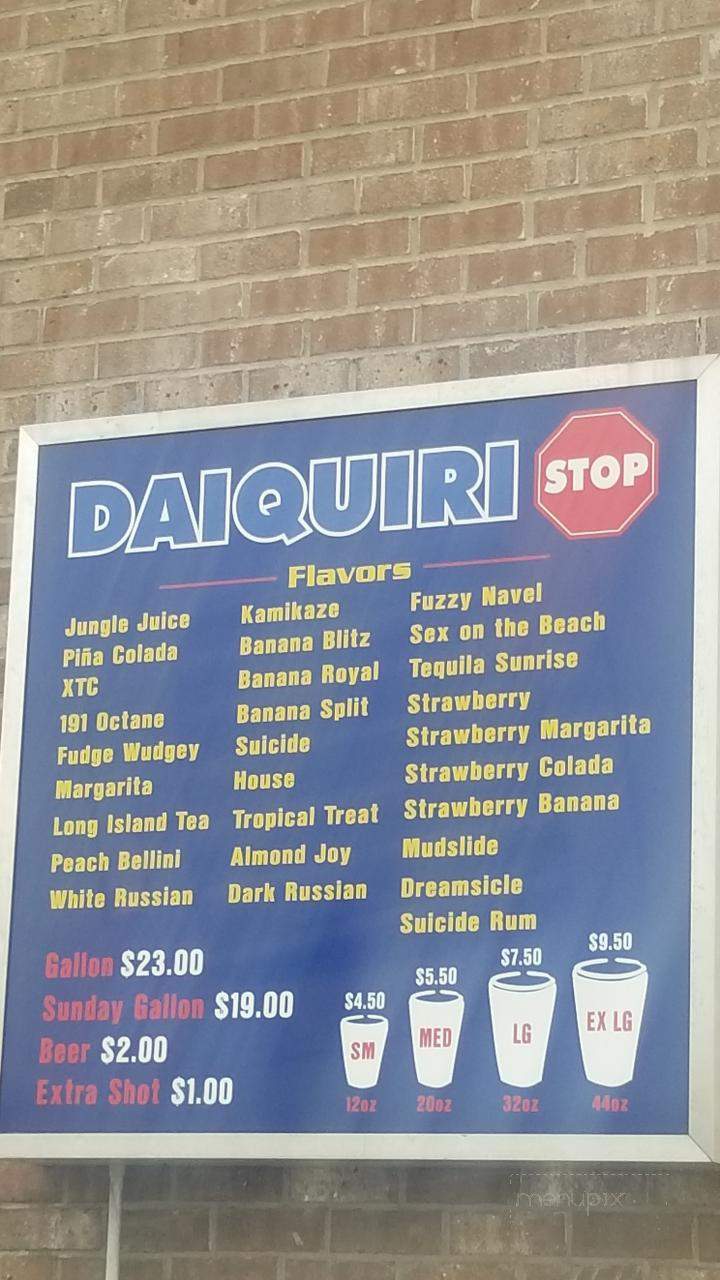 DAIQUIRI STOP
Flavors
Jungle Juice
Piña Colada
XTC
191 Octane
Fudge Wudgey
Margarita
Long Island Tea
Peach Bellini
White Russian
Kamikaze
Banana Blitz
Banana Royal
Banana Split
Suicide
House
Tropical Treat
Almond Joy
Dark Russian
Fuzzy Navel
Sex on the Beach
Tequila Sunrise
Strawberry
Strawberry Margarita
Strawberry Colada
Strawberry Banana
Mudslide
Dreamsicle
Suicide Rum
Gallon $23.00
Sunday Gallon $19.00
Beer $2.00
Extra Shot $1.00
$4.50 $5.50 $7.50 $9.50
SM MED LG EX LG
12oz 20oz 32oz 44oz
menupix